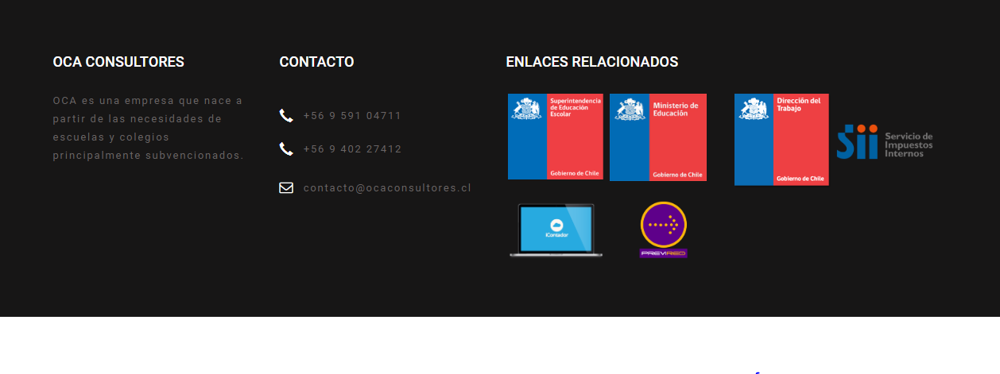 OCA CONSULTORES
OCA es una empresa que nace a
partir de las necesidades de
escuelas y colegios
principalmente subvencionados.
CONTACTO
+56 9 591 04711
+56 9 402 27412
contacto@ocaconsultores.cl
ENLACES RELACIONADOS
Superintendencia
de Educación
Escolar
Gobierno de Chile
Ministerio de
Educación
Gobierno de Chile
Dirección del
Trabajo
Gobierno de Chile
Sii
Servicio de
Impuestos
Internos
iContador
PREVIRED